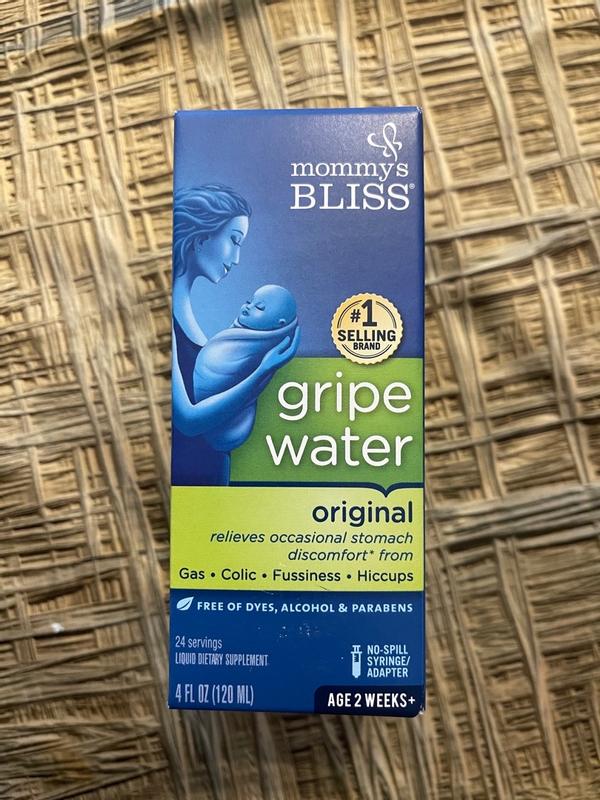 mommy's
BLISS®
#1
SELLING
BRAND
gripe
water
original
relieves occasional stomach
discomfort* from
Gas • Colic • Fussiness • Hiccups
FREE OF DYES, ALCOHOL & PARABENS
24 servings
LIQUID DIETARY SUPPLEMENT
NO-SPILL
SYRINGE/
ADAPTER
4 FL OZ (120 ML)
AGE 2 WEEKS+